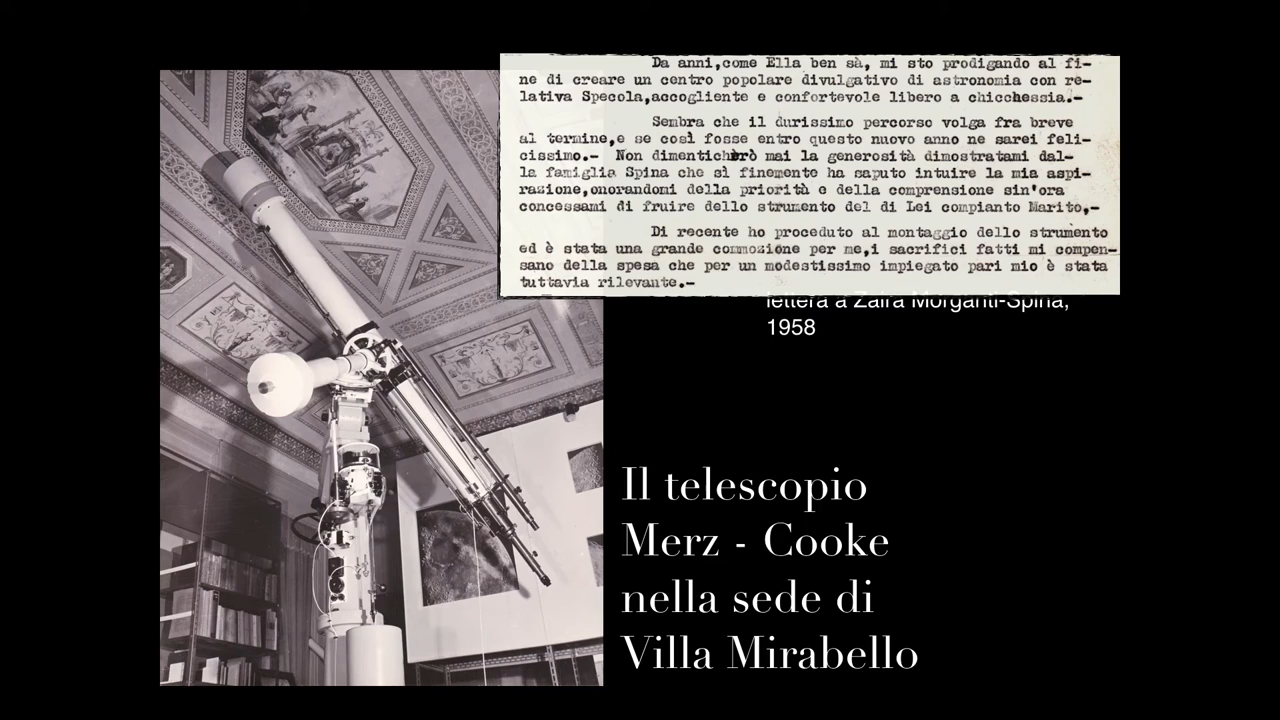 Da anni,come Ella ben sà, mi sto prodigando al fi-
ne di creare un centro popolare divulgativo di astronomia con re-
lativa Specola,accogliente e confortevole libero a chicchessia.-
Sembra che il durissimo percorso volga fra breve
al termine,e se così fosse entro questo nuovo anno ne sarei feli-
cissimo.- Non dimenticherò mai la generosità dimostratami dal-
la famiglia Spina che sì finemente ha saputo intuire la mia aspi-
razione,onorandomi della priorità e della comprensione sin'ora
concessami di fruire dello strumento del di Lei compianto Marito,-
Di recente ho proceduto al montaggio dello strumento
ed è stata una grande commozione per me,i sacrifici fatti mi compen-
sano della spesa che per un modestissimo impiegato pari mio è stata
tuttavia rilevante.-
lettera a Zaira Morganti-Spina,
1958
Il telescopio
Merz - Cooke
nella sede di
Villa Mirabello